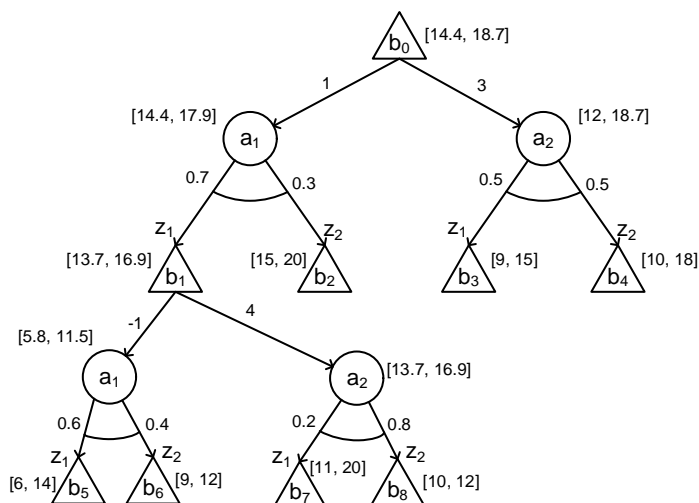 b0 [14.4, 18.7]
1 3
[14.4, 17.9] [12, 18.7]
a1 a2
0.7 0.3 0.5 0.5
z1 z2 z1 z2
[13.7, 16.9] [15, 20] [9, 15] [10, 18]
b1 b2 b3 b4
-1 4
[5.8, 11.5]
a1 a2 [13.7, 16.9]
0.6 0.4 0.2 0.8
z1 z2 z1 z2
[6, 14] [9, 12] [11, 20] [10, 12]
b5 b6 b7 b8